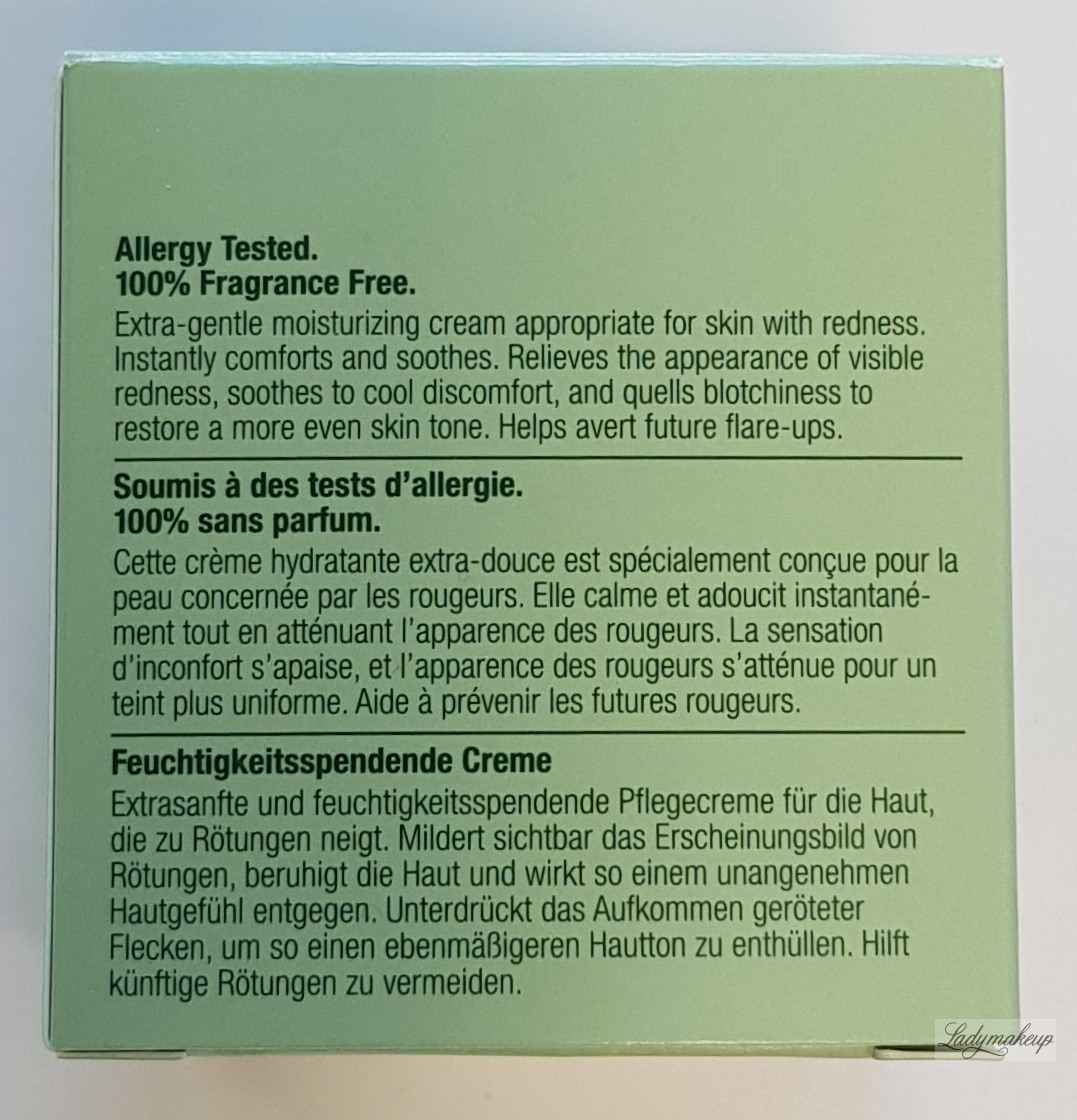 Allergy Tested.
100% Fragrance Free.
Extra-gentle moisturizing cream appropriate for skin with redness.
Instantly comforts and soothes. Relieves the appearance of visible
redness, soothes to cool discomfort, and quells blotchiness to
restore a more even skin tone. Helps avert future flare-ups.
Soumis à des tests d'allergie.
100% sans parfum.
Cette crème hydratante extra-douce est spécialement conçue pour la
peau concernée par les rougeurs. Elle calme et adoucit instantané-
ment tout en atténuant l'apparence des rougeurs. La sensation
d'inconfort s'apaise, et l'apparence des rougeurs s'atténue pour un
teint plus uniforme. Aide à prévenir les futures rougeurs.
Feuchtigkeitsspendende Creme
Extrasanfte und feuchtigkeitsspendende Pflegecreme für die Haut,
die zu Rötungen neigt. Mildert sichtbar das Erscheinungsbild von
Rötungen, beruhigt die Haut und wirkt so einem unangenehmen
Hautgefühl entgegen. Unterdrückt das Aufkommen geröteter
Flecken, um so einen ebenmäßigeren Hautton zu enthüllen. Hilft
künftige Rötungen zu vermeiden.
Ladymakeup